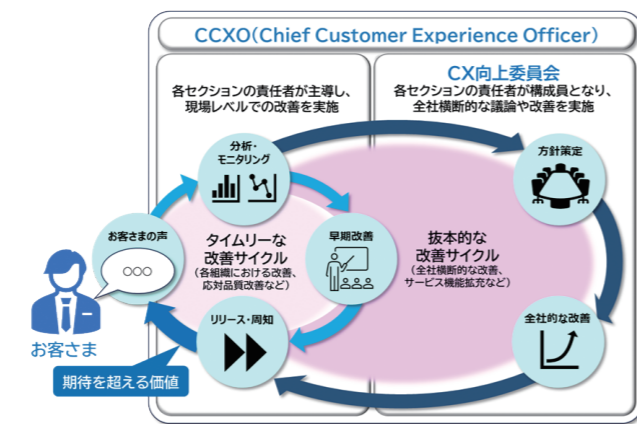 CCXO(Chief Customer Experience Officer)
各セクションの責任者が主導し、
現場レベルでの改善を実施
CX向上委員会
各セクションの責任者が構成員となり、
全社横断的な議論や改善を実施
分析・
モニタリング
方針策定
お客さまの声
○○○
タイムリーな
改善サイクル
(各組織における改善、
応対品質改善など)
早期改善
抜本的な
改善サイクル
(全社横断的な改善、
サービス機能拡充など)
リリース・周知
全社的な改善
お客さま
期待を超える価値